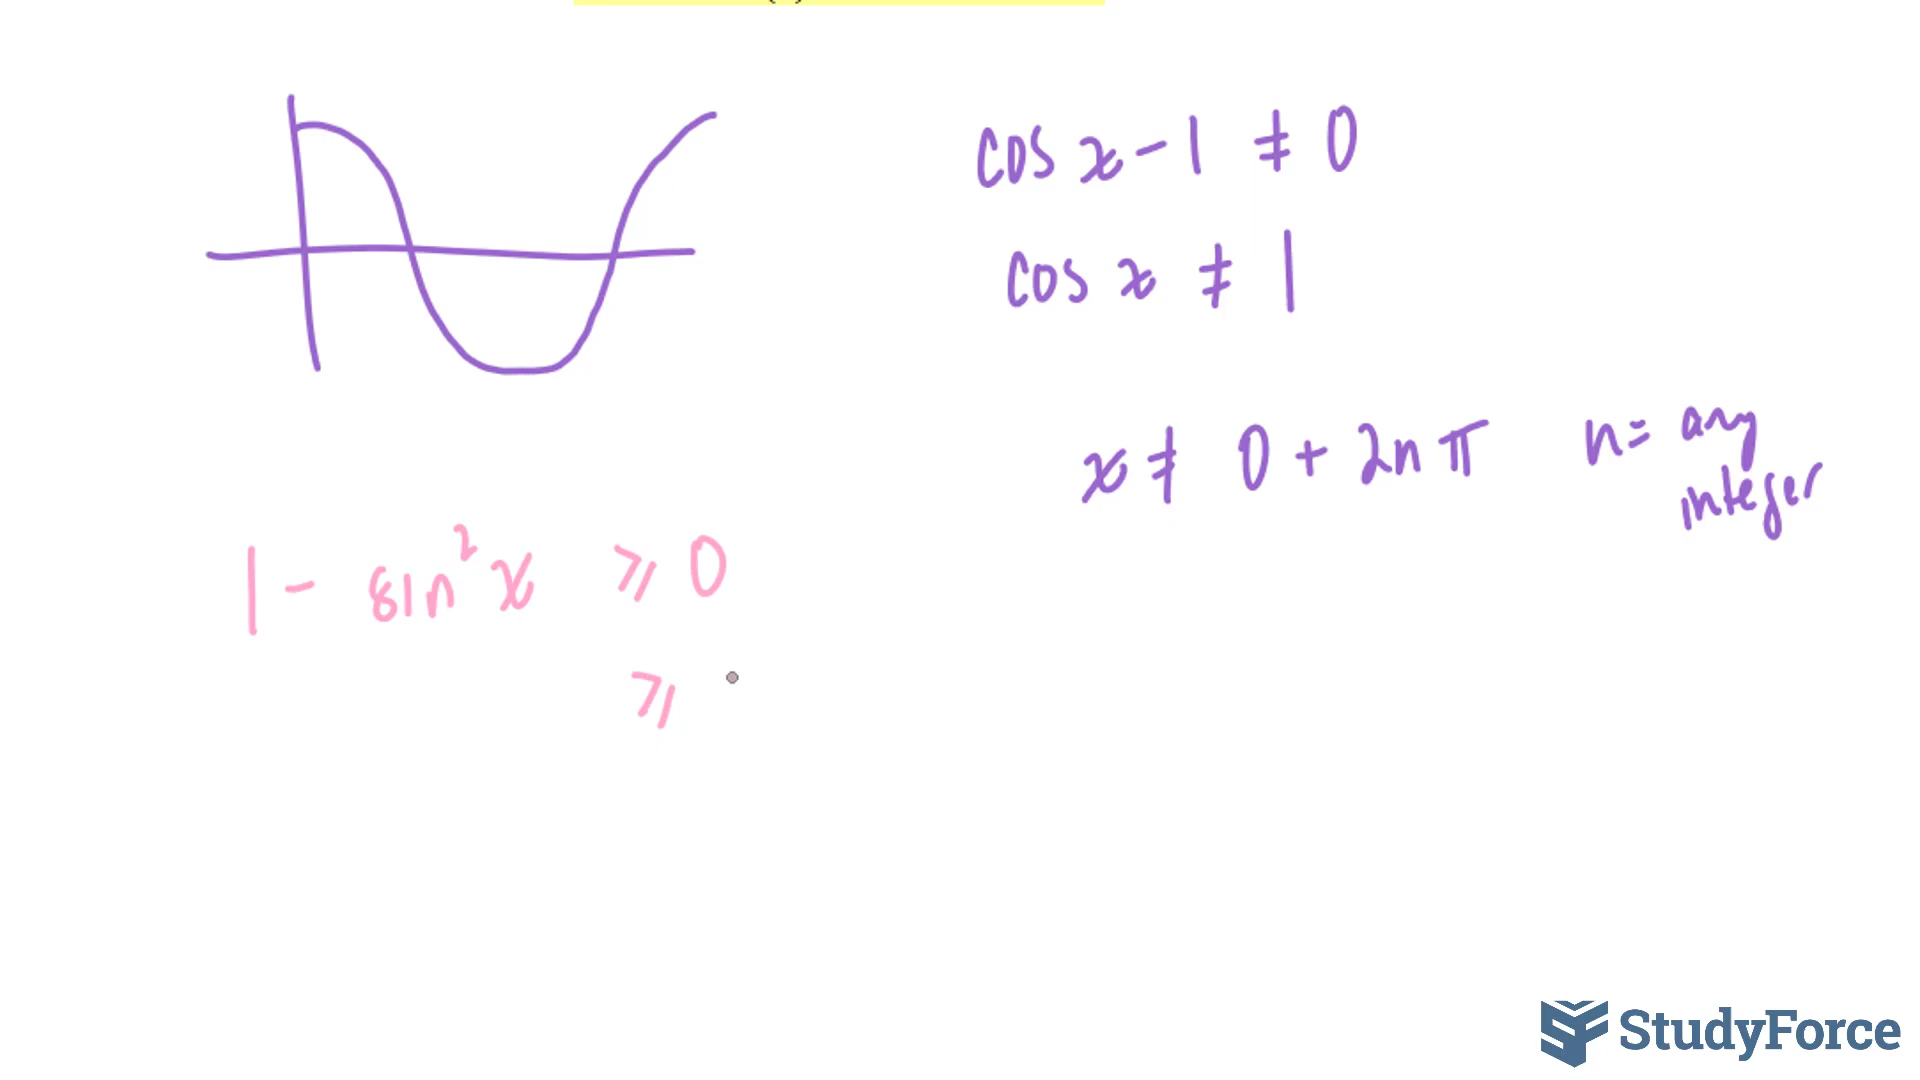 cos x - 1 ≠ 0
cos x ≠ 1
x ≠ 0 + 2nπ n = any
integer
1 - sin²x ⩾ 0
⩾
StudyForce